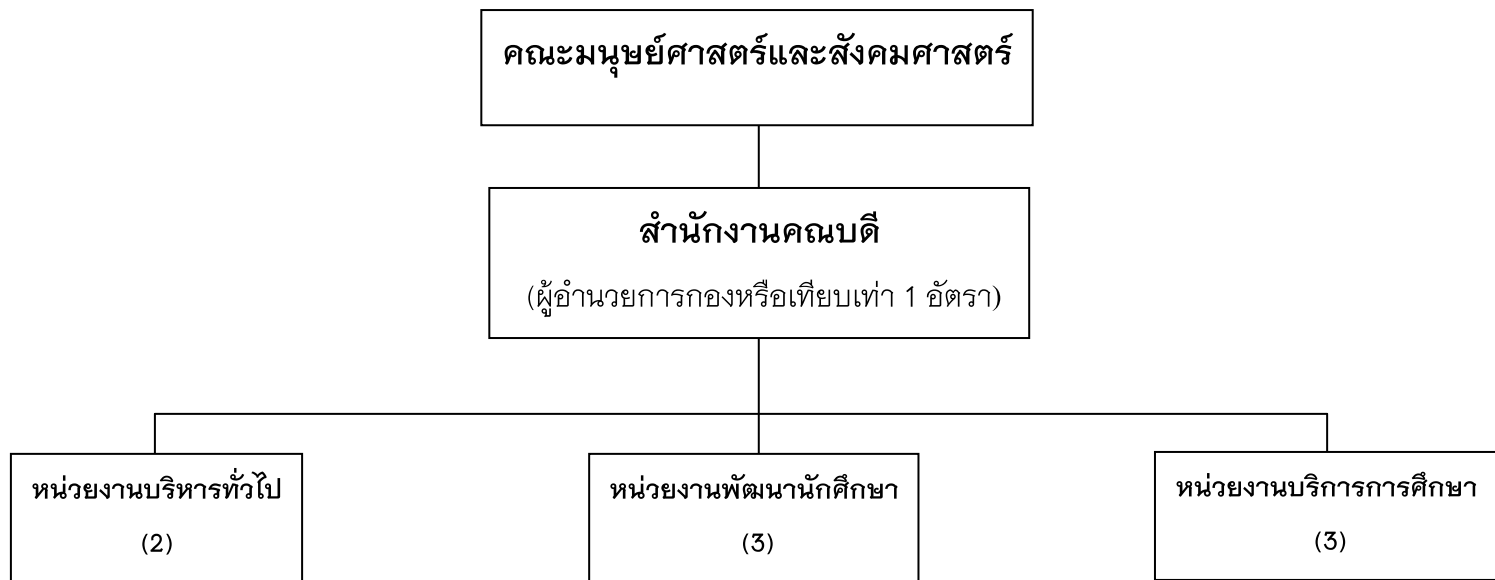 คณะมนุษย์ศาสตร์และสังคมศาสตร์
สำนักงานคณบดี
(ผู้อำนวยการกองหรือเทียบเท่า 1 อัตรา)
หน่วยงานบริหารทั่วไป
(2)
หน่วยงานพัฒนานักศึกษา
(3)
หน่วยงานบริการการศึกษา
(3)